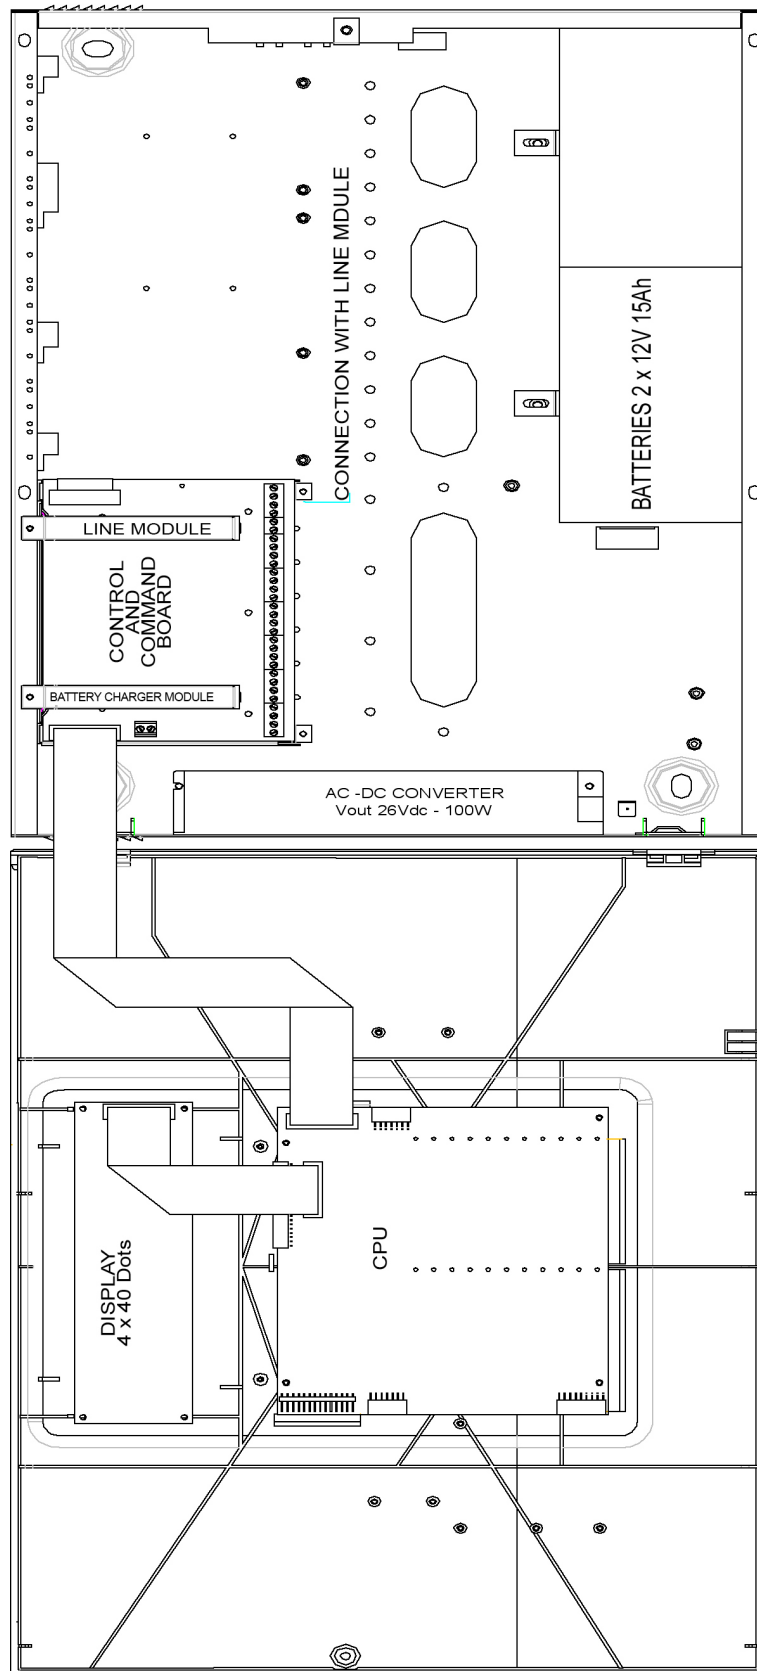 CONNECTION WITH LINE MDULE
BATTERIES 2 x 12V 15Ah
LINE MODULE
CONTROL
AND
COMMAND
BOARD
BATTERY CHARGER MODULE
AC -DC CONVERTER
Vout 26Vdc - 100W
CPU
DISPLAY
4 x 40 Dots